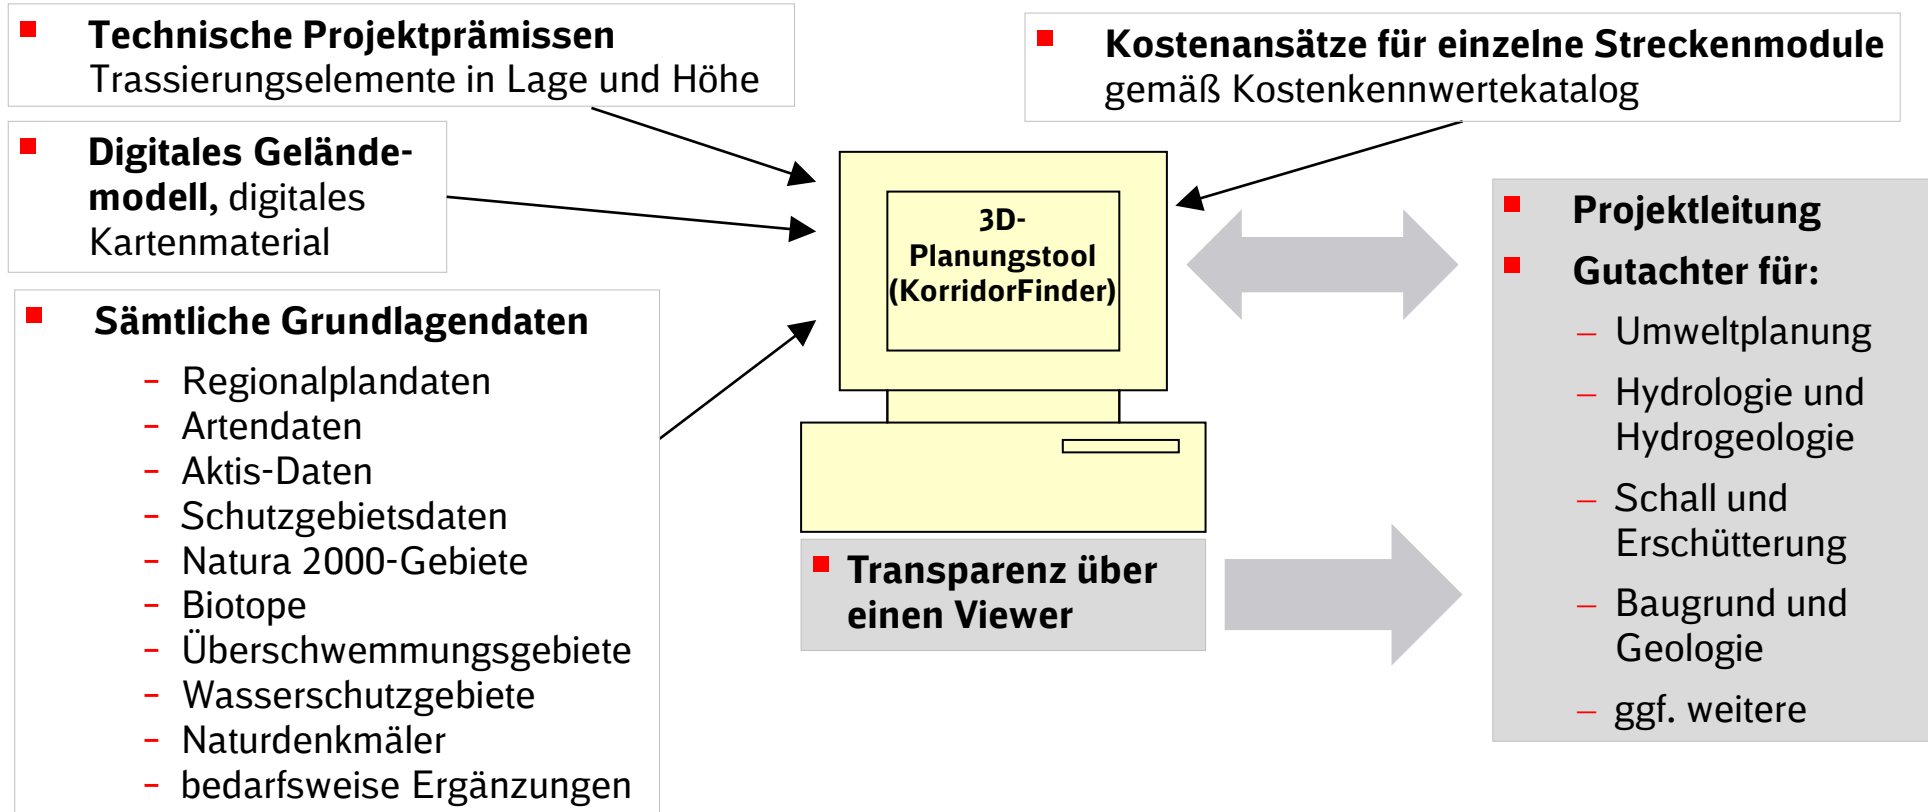 Technische Projektprämissen
Trassierungselemente in Lage und Höhe
Digitales Gelände-
modell, digitales
Kartenmaterial
Sämtliche Grundlagendaten
- Regionalplandaten
- Artendaten
- Aktis-Daten
- Schutzgebietsdaten
- Natura 2000-Gebiete
- Biotope
- Überschwemmungsgebiete
- Wasserschutzgebiete
- Naturdenkmäler
- bedarfsweise Ergänzungen
Kostenansätze für einzelne Streckenmodule
gemäß Kostenkennwertekatalog
3D-
Planungstool
(KorridorFinder)
Transparenz über
einen Viewer
Projektleitung
Gutachter für:
– Umweltplanung
– Hydrologie und
Hydrogeologie
– Schall und
Erschütterung
– Baugrund und
Geologie
– ggf. weitere